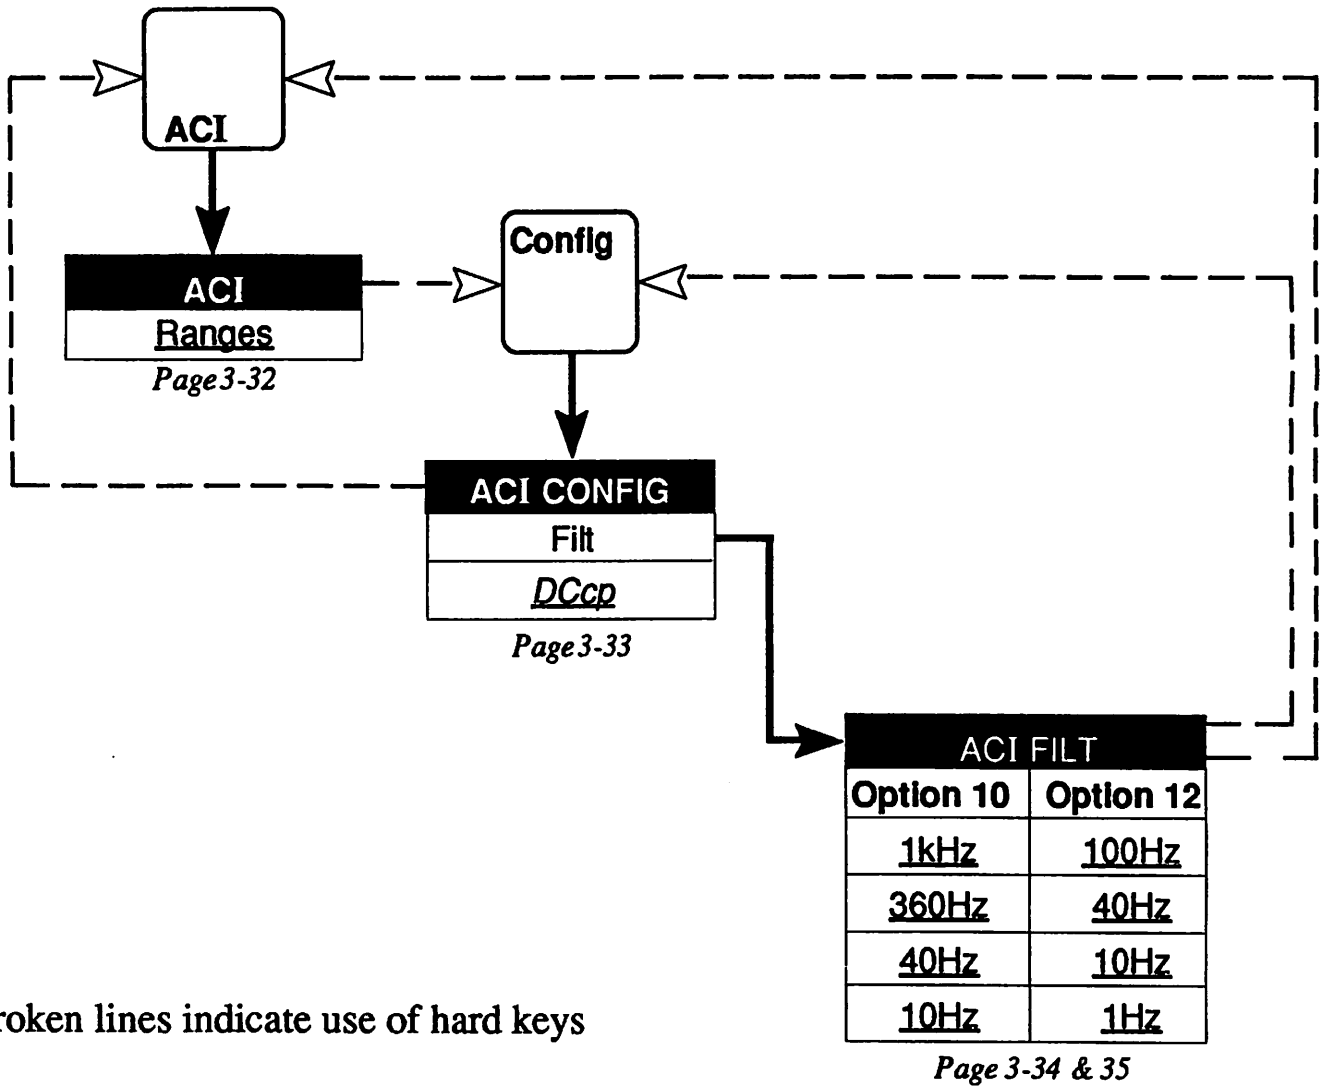 ACI
Config
ACI
Ranges
Page 3-32
ACI CONFIG
Filt
DCcp
Page 3-33
ACI FILT
Option 10 Option 12
1kHz 100Hz
360Hz 40Hz
40Hz 10Hz
10Hz 1Hz
roken lines indicate use of hard keys
Page 3-34 & 35